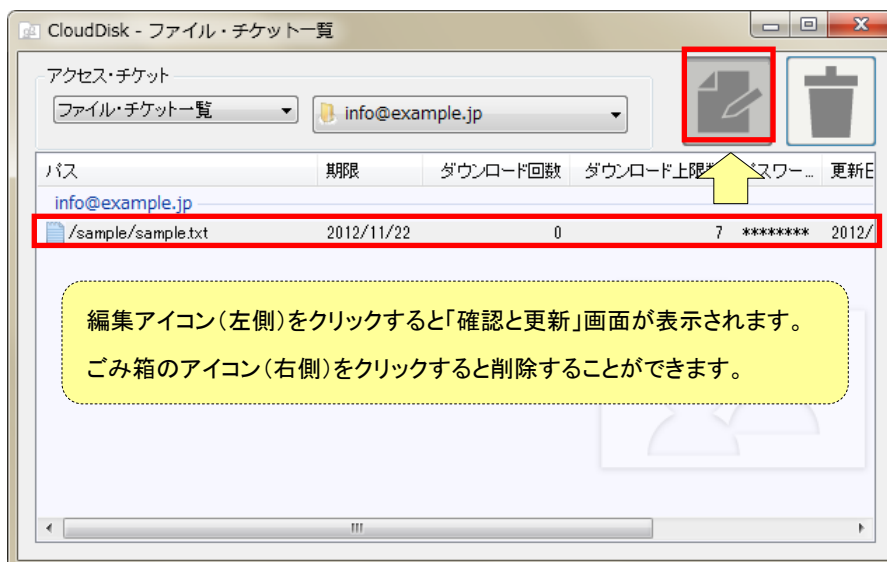 CloudDisk - ファイル・チケット一覧
アクセス・チケット
ファイル・チケット一覧 info@example.jp
パス 期限 ダウンロード回数 ダウンロード上限 スワー... 更新日
info@example.jp
/sample/sample.txt 2012/11/22 0 7 ******** 2012/
編集アイコン（左側）をクリックすると「確認と更新」画面が表示されます。
ごみ箱のアイコン（右側）をクリックすると削除することができます。